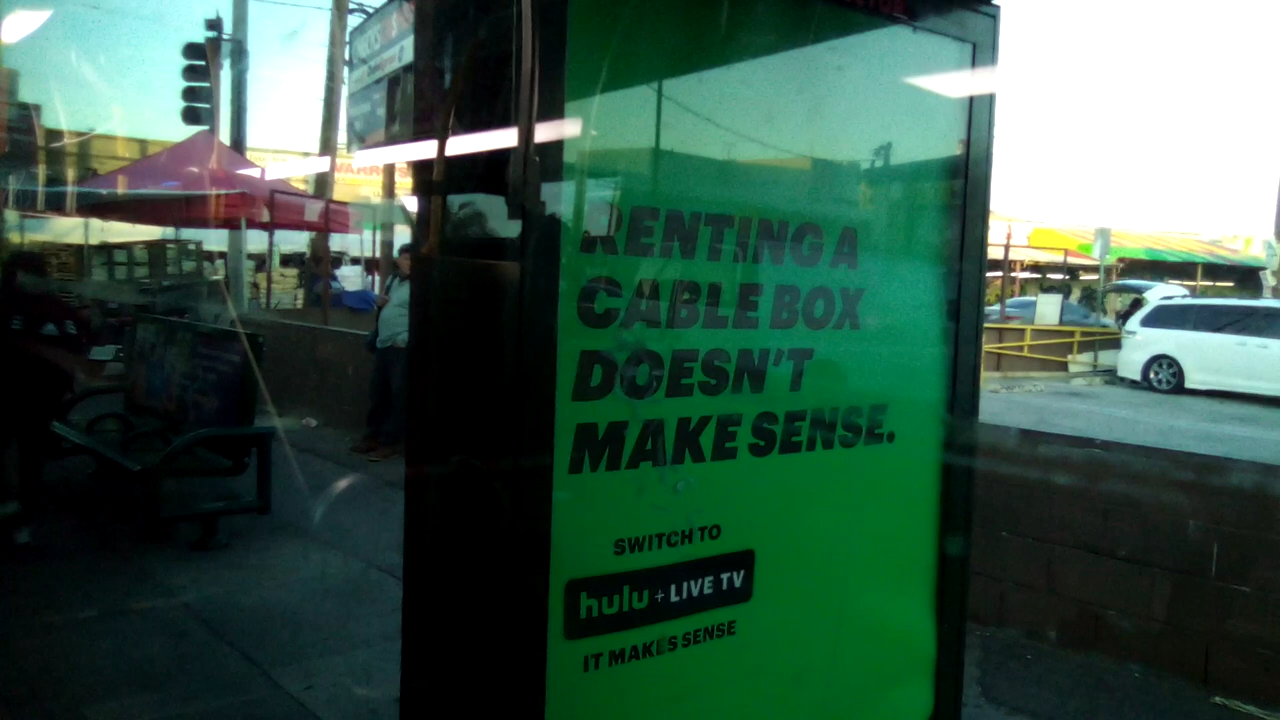 RENTING A
CABLE BOX
DOESN'T
MAKE SENSE.
SWITCH TO
hulu + LIVE TV
IT MAKES SENSE